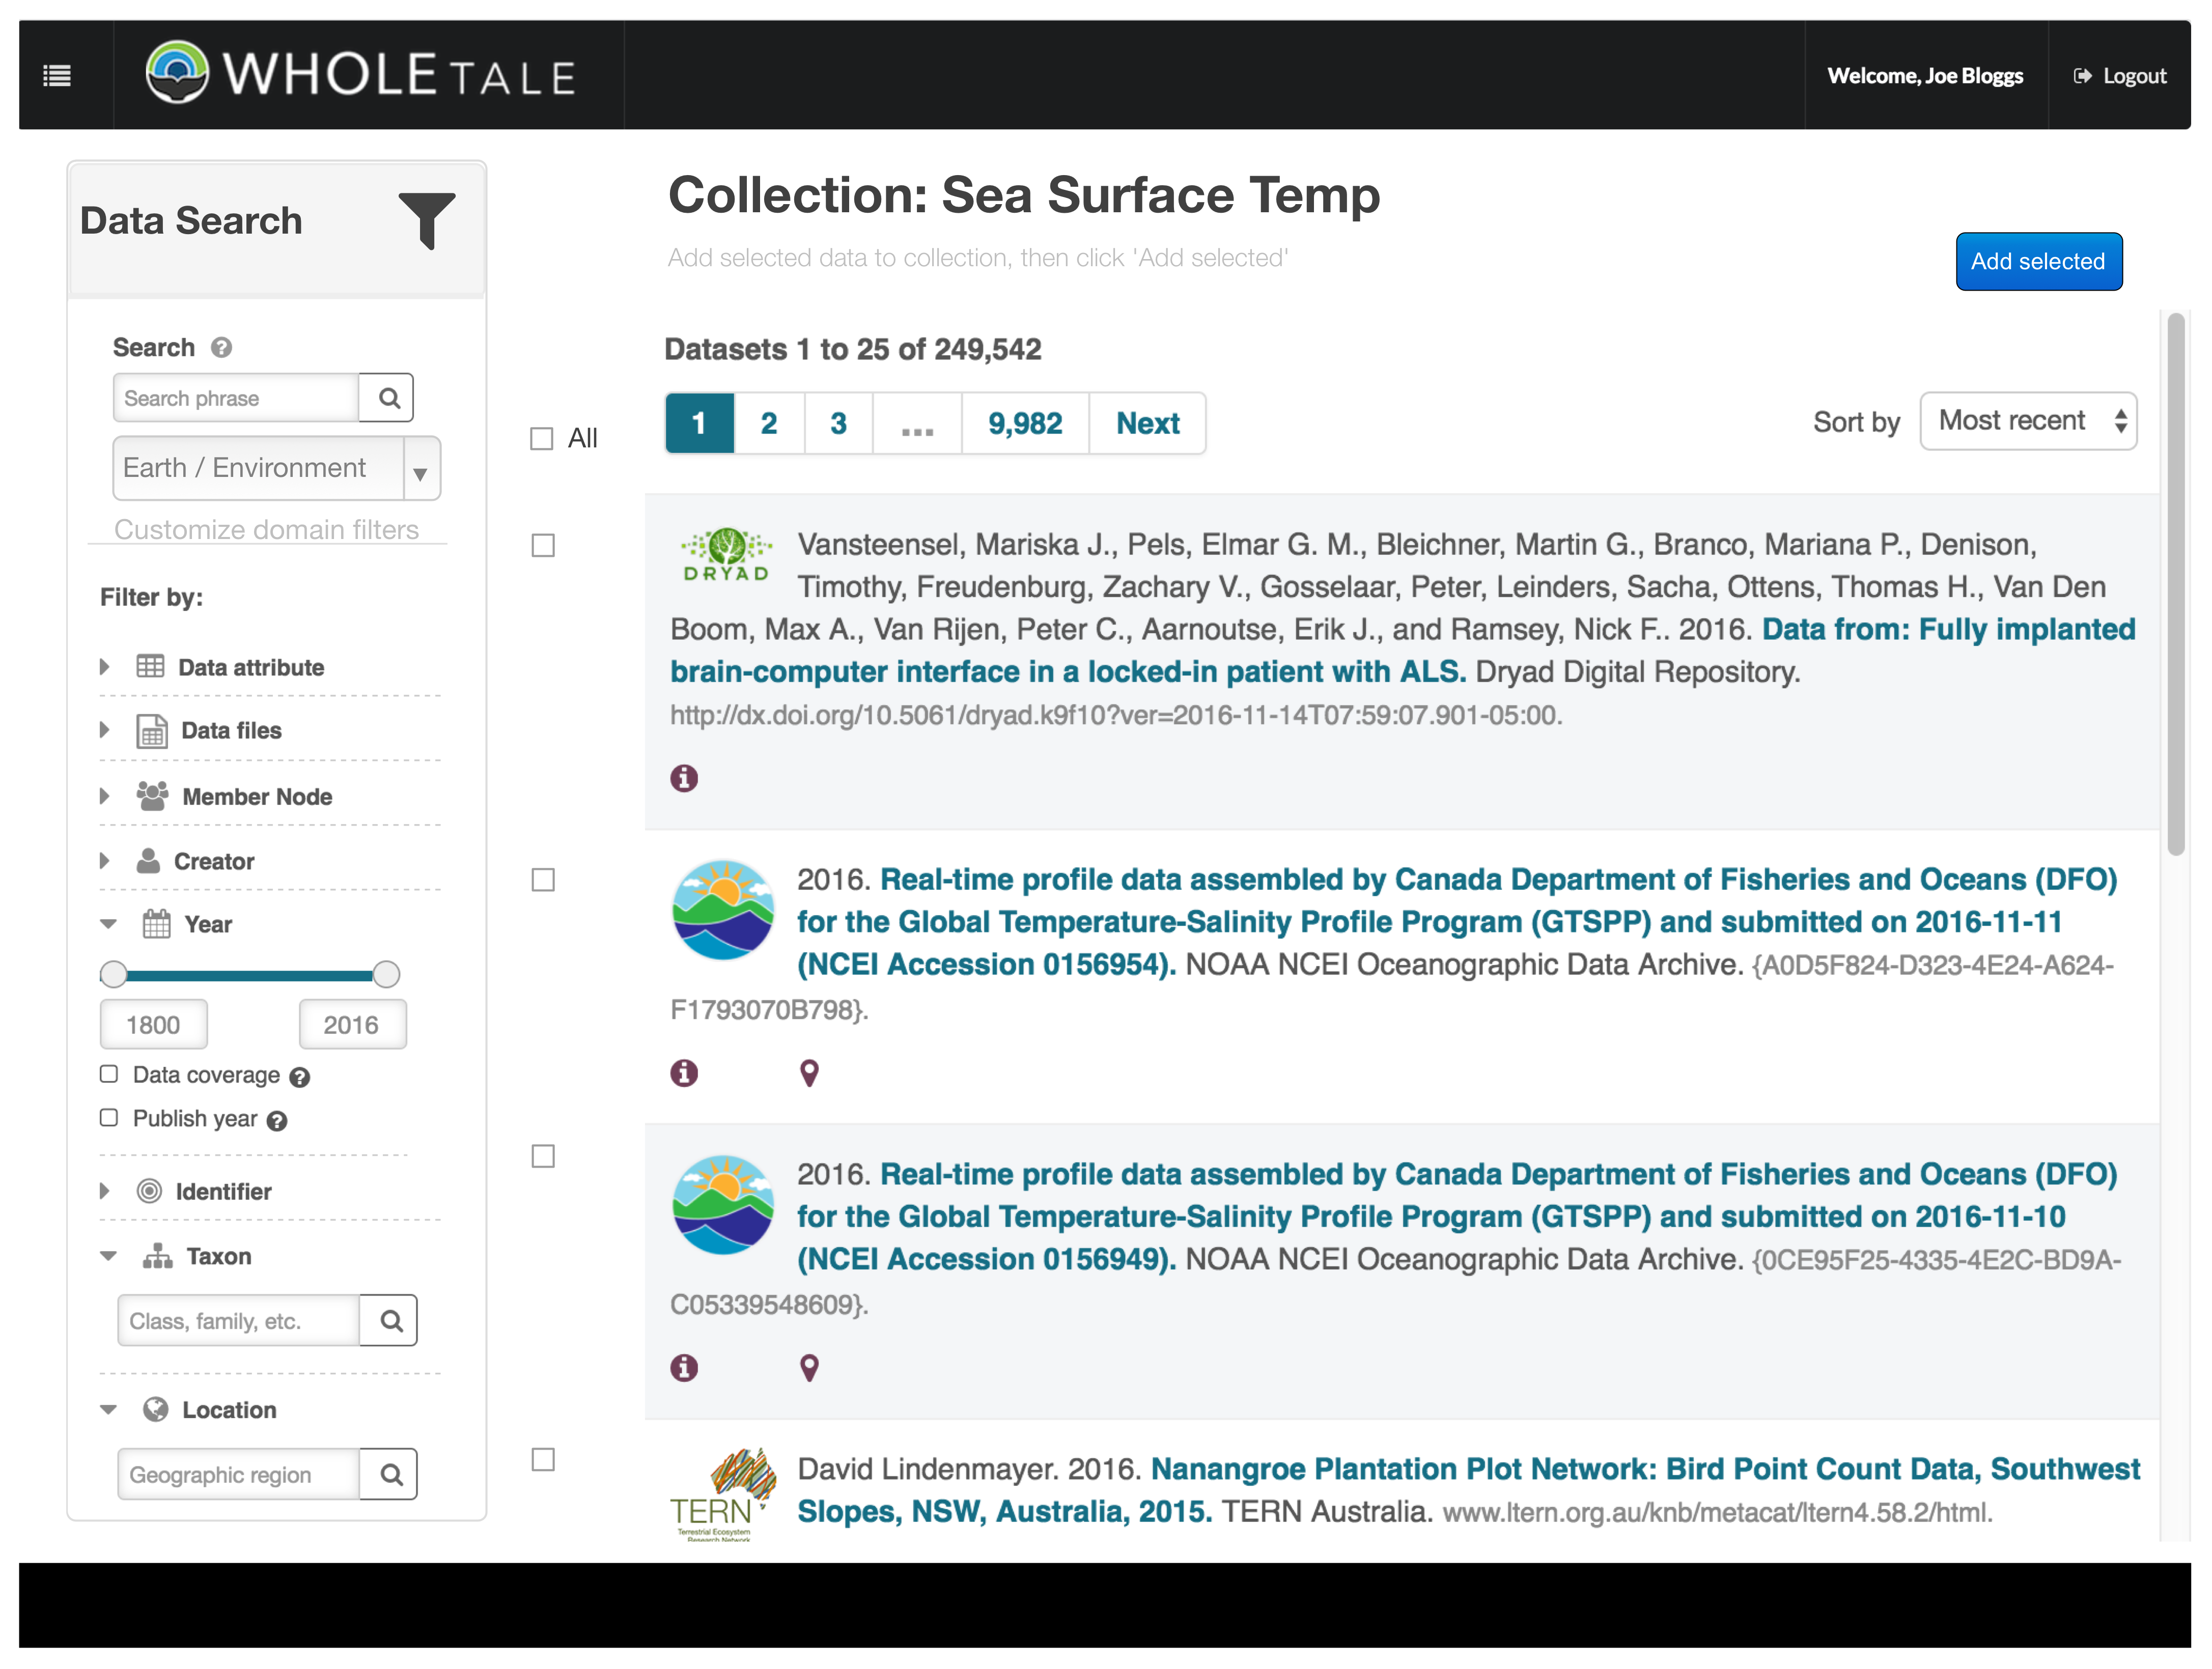 WHOLETALE
Welcome, Joe Bloggs
Logout
Data Search
Search
Search phrase
Earth / Environment
Customize domain filters
Filter by:
Data attribute
Data files
Member Node
Creator
Year
1800 2016
Data coverage
Publish year
Identifier
Taxon
Class, family, etc.
Location
Geographic region
Collection: Sea Surface Temp
Add selected data to collection, then click 'Add selected'
Add selected
Datasets 1 to 25 of 249,542
All
1 2 3 ... 9,982 Next
Sort by Most recent
DRYAD
Vansteensel, Mariska J., Pels, Elmar G. M., Bleichner, Martin G., Branco, Mariana P., Denison,
Timothy, Freudenburg, Zachary V., Gosselaar, Peter, Leinders, Sacha, Ottens, Thomas H., Van Den
Boom, Max A., Van Rijen, Peter C., Aarnoutse, Erik J., and Ramsey, Nick F.. 2016. Data from: Fully implanted
brain-computer interface in a locked-in patient with ALS. Dryad Digital Repository.
http://dx.doi.org/10.5061/dryad.k9f10?ver=2016-11-14T07:59:07.901-05:00.
2016. Real-time profile data assembled by Canada Department of Fisheries and Oceans (DFO)
for the Global Temperature-Salinity Profile Program (GTSPP) and submitted on 2016-11-11
(NCEI Accession 0156954). NOAA NCEI Oceanographic Data Archive. {A0D5F824-D323-4E24-A624-
F1793070B798}.
2016. Real-time profile data assembled by Canada Department of Fisheries and Oceans (DFO)
for the Global Temperature-Salinity Profile Program (GTSPP) and submitted on 2016-11-10
(NCEI Accession 0156949). NOAA NCEI Oceanographic Data Archive. {0CE95F25-4335-4E2C-BD9A-
C05339548609}.
TERN
Terrestrial Ecosystem
Research Network
David Lindenmayer. 2016. Nanangroe Plantation Plot Network: Bird Point Count Data, Southwest
Slopes, NSW, Australia, 2015. TERN Australia. www.ltern.org.au/knb/metacat/ltern4.58.2/html.